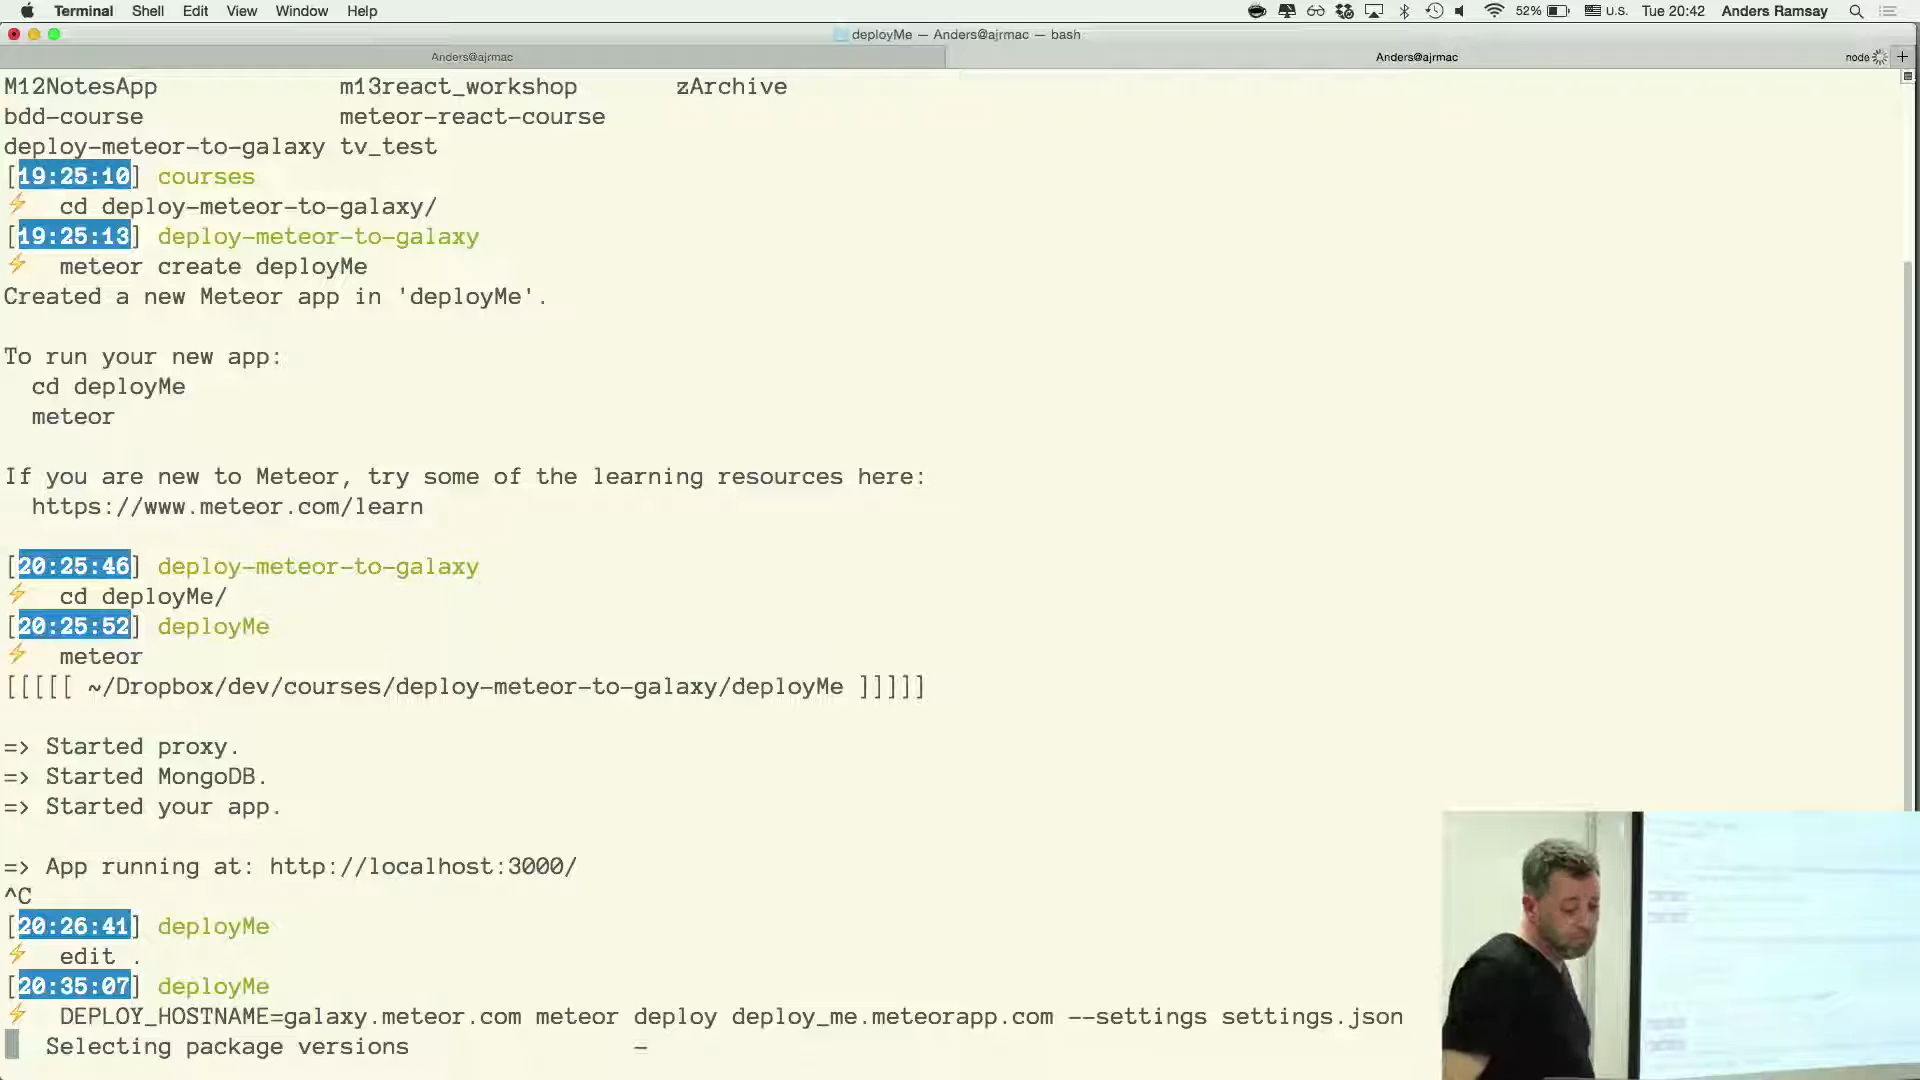 Terminal Shell Edit View Window Help 52% U.S. Tue 20:42 Anders Ramsay
deployMe — Anders@ajrmac — bash
Anders@ajrmac Anders@ajrmac node
M12NotesApp m13react_workshop zArchive
bdd-course meteor-react-course
deploy-meteor-to-galaxy tv_test
[19:25:10] courses
⚡ cd deploy-meteor-to-galaxy/
[19:25:13] deploy-meteor-to-galaxy
⚡ meteor create deployMe
Created a new Meteor app in 'deployMe'.
To run your new app:
cd deployMe
meteor
If you are new to Meteor, try some of the learning resources here:
https://www.meteor.com/learn
[20:25:46] deploy-meteor-to-galaxy
⚡ cd deployMe/
[20:25:52] deployMe
⚡ meteor
[[[[[ ~/Dropbox/dev/courses/deploy-meteor-to-galaxy/deployMe ]]]]]
=> Started proxy.
=> Started MongoDB.
=> Started your app.
=> App running at: http://localhost:3000/
^C
[20:26:41] deployMe
⚡ edit .
[20:35:07] deployMe
⚡ DEPLOY_HOSTNAME=galaxy.meteor.com meteor deploy deploy_me.meteorapp.com --settings settings.json
Selecting package versions –